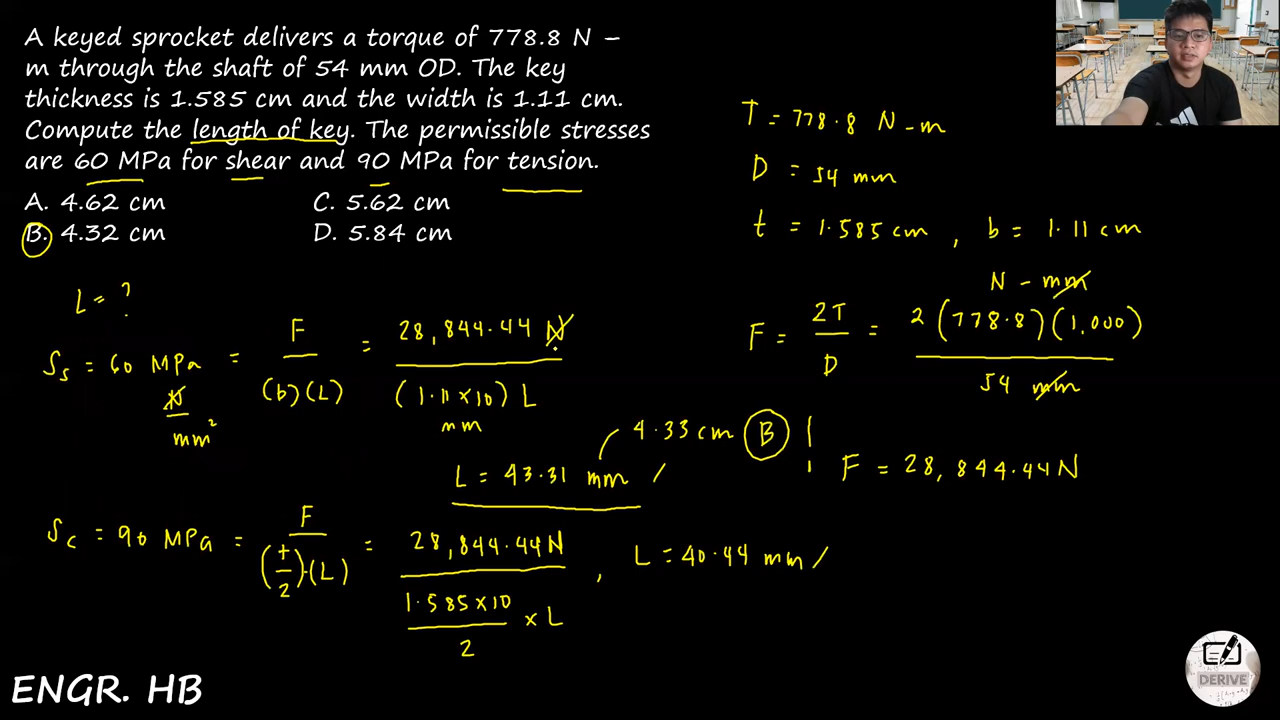 A keyed sprocket delivers a torque of 778.8 N –
m through the shaft of 54 mm OD. The key
thickness is 1.585 cm and the width is 1.11 cm.
Compute the length of key. The permissible stresses
are 60 MPa for shear and 90 MPa for tension.
A. 4.62 cm C. 5.62 cm
B. 4.32 cm D. 5.84 cm
T = 778.8 N-m
D = 54 mm
t = 1.585 cm, b = 1.11 cm
L = ?
Ss = 60 MPa = F / (b)(L) = 28,844.44 N / (1.11 x 10) L
N / mm²
mm
L = 43.31 mm
4.33 cm B
F = 2T / D = 2(778.8)(1,000) / 54 mm
N - mm
F = 28,844.44 N
Sc = 90 MPa = F / (t/2)·(L) = 28,844.44 N / (1.585 x 10 / 2 x L), L = 40.44 mm
ENGR. HB
DERIVE